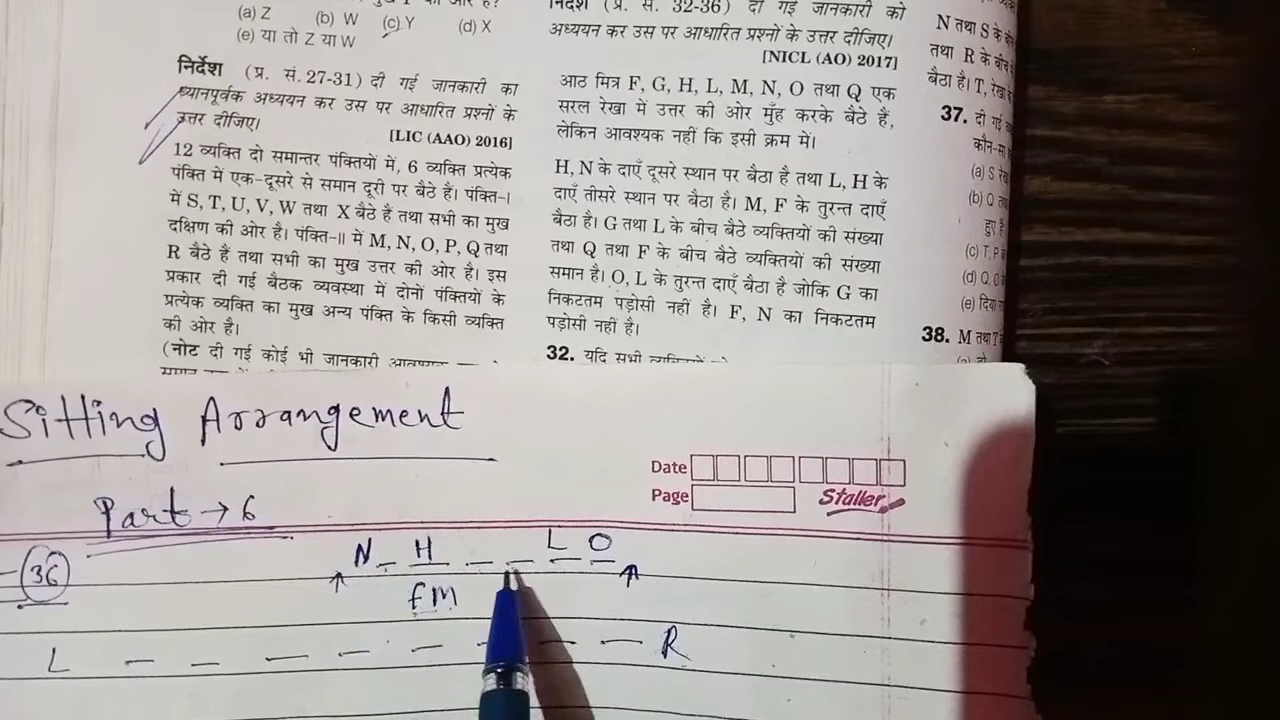 (a) Z (b) W (c) Y (d) X
(e) या तो Z या W
निर्देश (प्र. सं. 27-31) दी गई जानकारी का
ध्यानपूर्वक अध्ययन कर उस पर आधारित प्रश्नों के
उत्तर दीजिए।
[LIC (AAO) 2016]
12 व्यक्ति दो समान्तर पंक्तियों में, 6 व्यक्ति प्रत्येक
पंक्ति में एक-दूसरे से समान दूरी पर बैठे है। पंक्ति-I
में S, T, U, V, W तथा X बैठे हैं तथा सभी का मुख
दक्षिण की ओर है। पंक्ति-II में M, N, O, P, Q तथा
R बैठे हैं तथा सभी का मुख उत्तर की ओर है। इस
प्रकार दी गई बैठक व्यवस्था में दोनों पंक्तियों के
प्रत्येक व्यक्ति का मुख अन्य पंक्ति के किसी व्यक्ति
की ओर है।
(नोट दी गई कोई भी जानकारी
निर्देश (प्र. सं. 32-36) दी गई जानकारी को
अध्ययन कर उस पर आधारित प्रश्नों के उत्तर दीजिए।
[NICL (AO) 2017]
आठ मित्र F, G, H, L, M, N, O तथा Q एक
सरल रेखा में उत्तर की ओर मुँह करके बैठे हैं,
लेकिन आवश्यक नहीं कि इसी क्रम में।
H, N के दाएँ दूसरे स्थान पर बैठा है तथा L, H के
दाएँ तीसरे स्थान पर बैठा है। M, F के तुरन्त दाएँ
बैठा है। G तथा L के बीच बैठे व्यक्तियों की संख्या
तथा Q तथा F के बीच बैठे व्यक्तियों की संख्या
समान है। O, L के तुरन्त दाएँ बैठा है जोकि G का
निकटतम पड़ोसी नहीं है। F, N का निकटतम
पड़ोसी नहीं है।
32. यदि सभी
N तथा S के
तथा R के बीच
बैठा है। T,
37. दी गई
(a) S
(b) Q
(c) T, P
(d) Q,
(e)
38. M तथा
Sitting Arrangement
Part → 6
Date
Page
Staller
36
N _ H _ _ L O
f M
L _ _ _ _ _ _ _ _ R